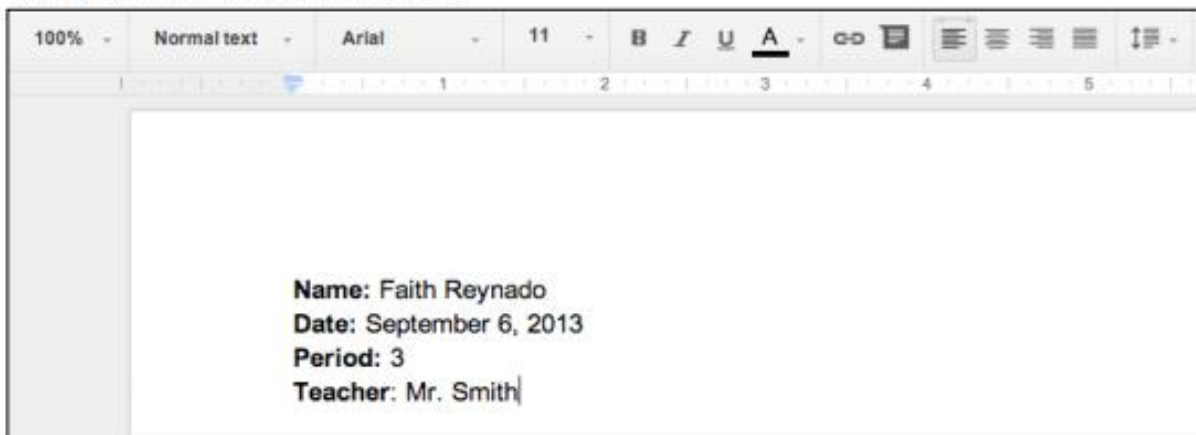 100% Normal text Arial 11 B I U A
1 2 3 4 5
Name: Faith Reynado
Date: September 6, 2013
Period: 3
Teacher: Mr. Smith